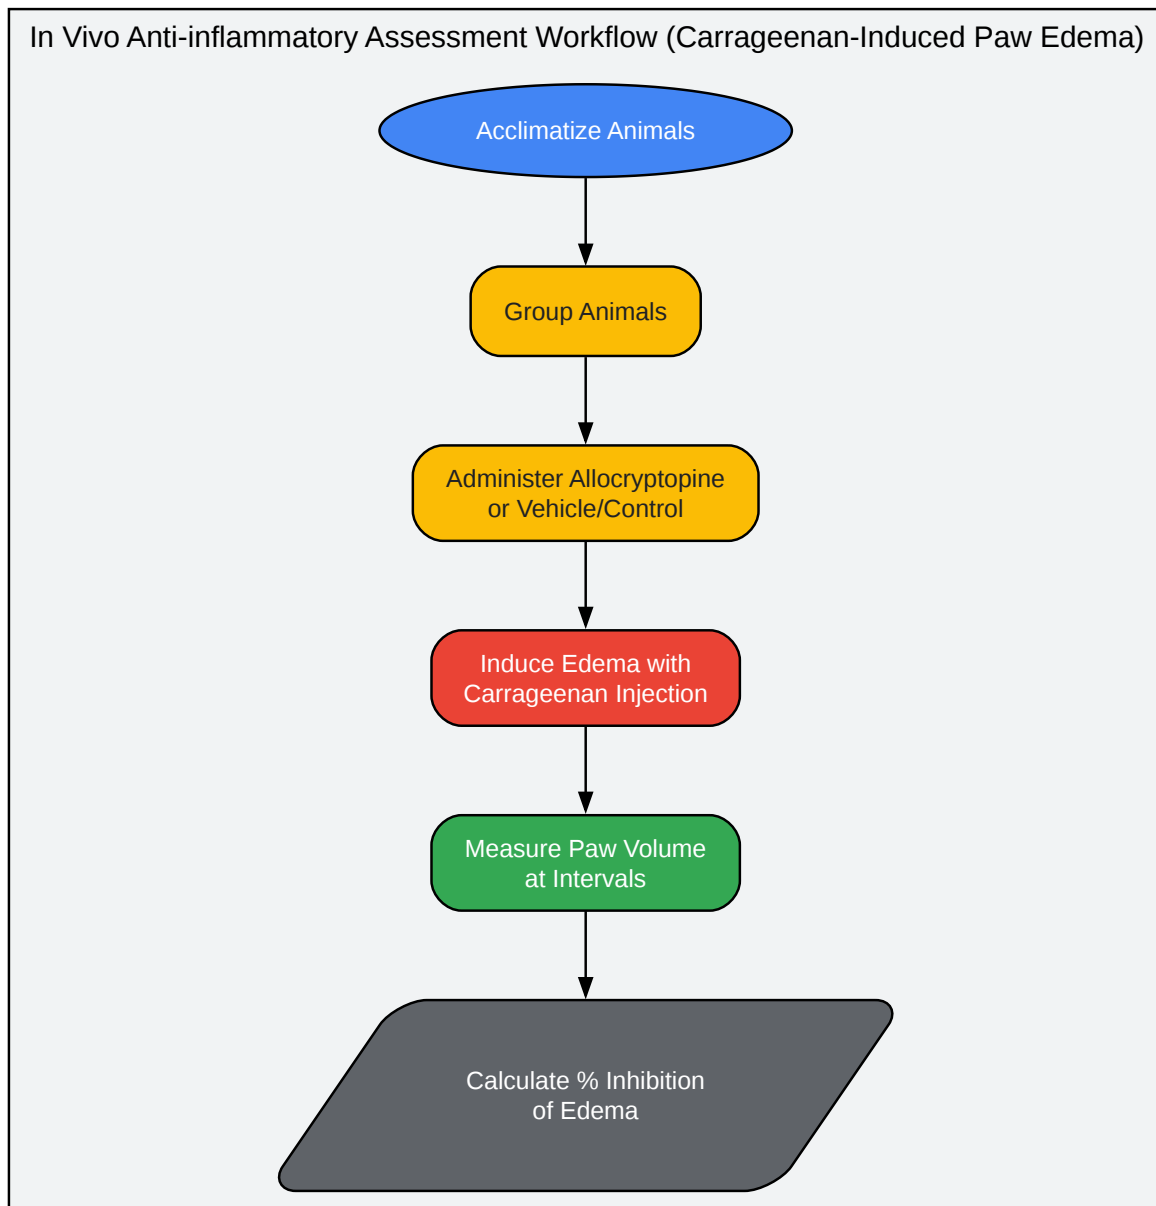 In Vivo Anti-inflammatory Assessment Workflow (Carrageenan-Induced Paw Edema)
Acclimatize Animals
Group Animals
Administer Allocryptopine
or Vehicle/Control
Induce Edema with
Carrageenan Injection
Measure Paw Volume
at Intervals
Calculate % Inhibition
of Edema